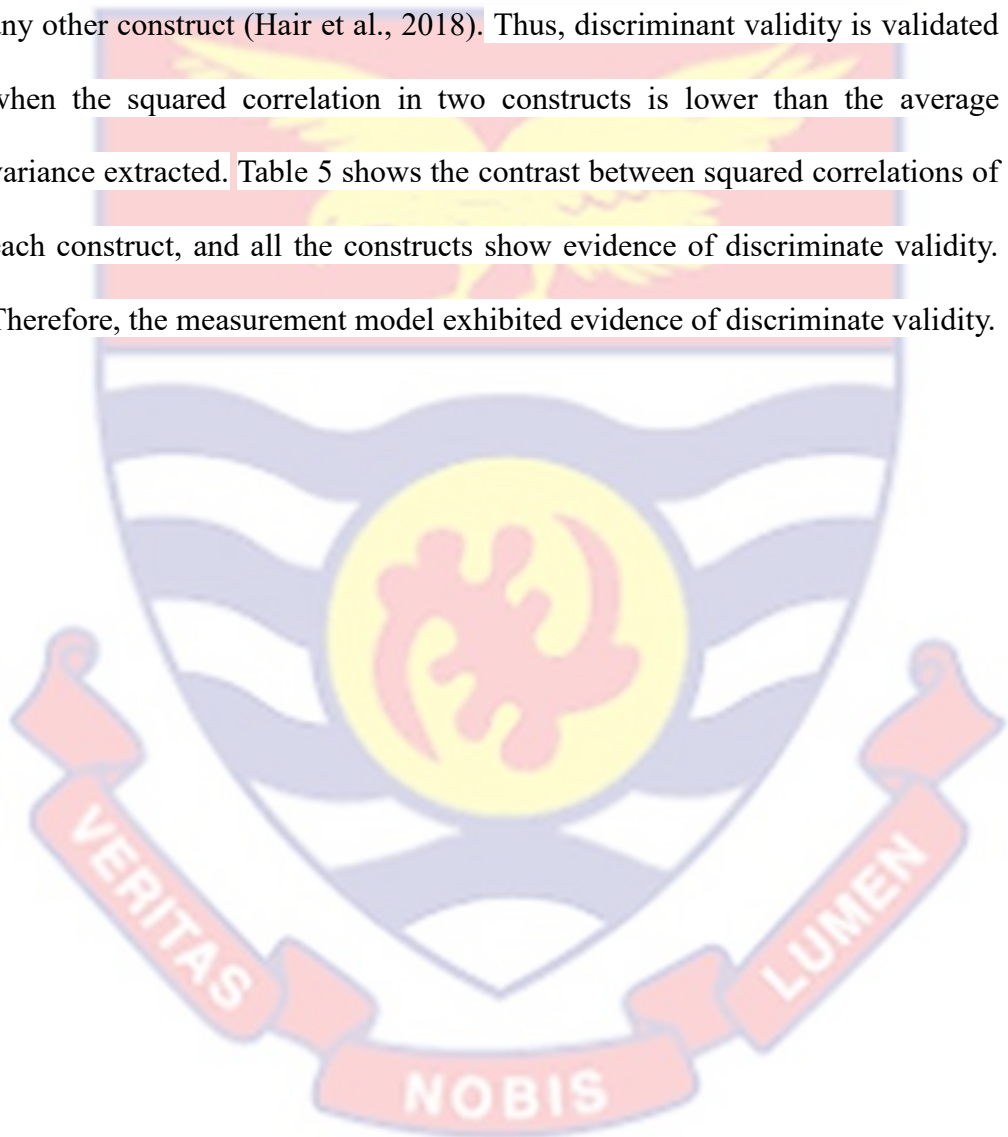 any other construct (Hair et al., 2018). Thus, discriminant validity is validated
when the squared correlation in two constructs is lower than the average
variance extracted. Table 5 shows the contrast between squared correlations of
each construct, and all the constructs show evidence of discriminate validity.
Therefore, the measurement model exhibited evidence of discriminate validity.
VERITAS
NOBIS
LUMEN